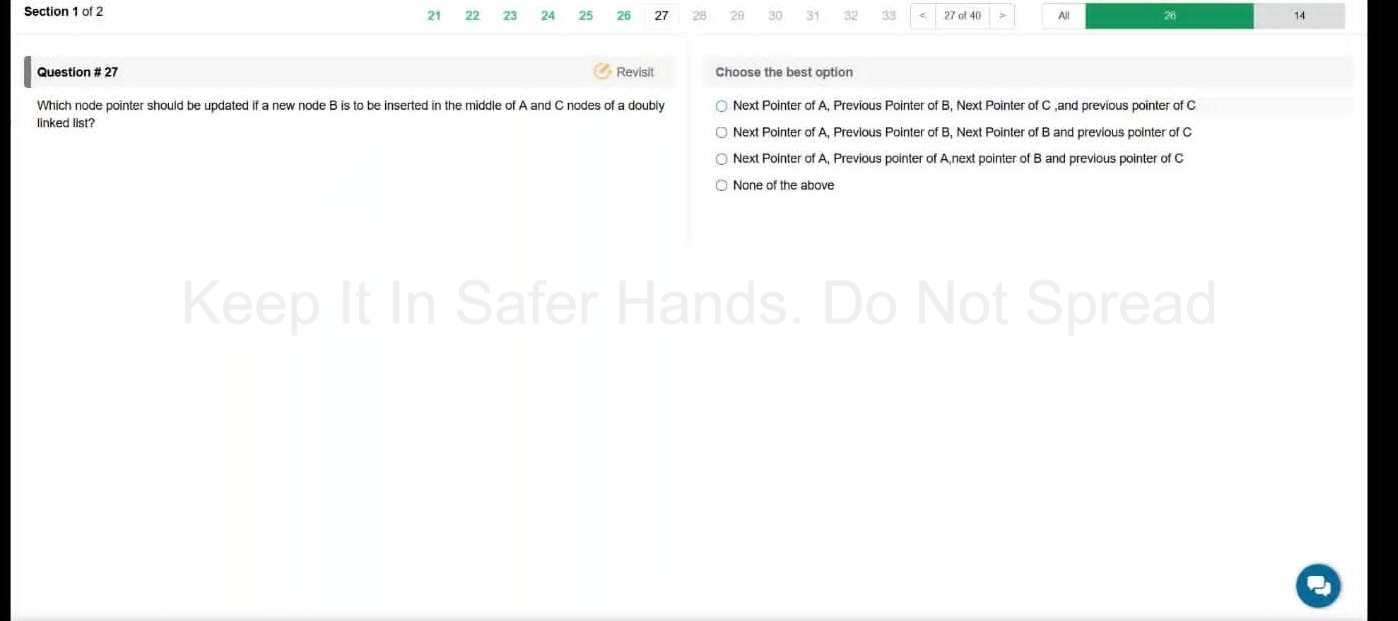 Section 1 of 2
21 22 23 24 25 26 27 28 29 30 31 32 33 < 27 of 40 > All 26 14
Question # 27
Revisit
Which node pointer should be updated if a new node B is to be inserted in the middle of A and C nodes of a doubly
linked list?
Choose the best option
Next Pointer of A, Previous Pointer of B, Next Pointer of C ,and previous pointer of C
Next Pointer of A, Previous Pointer of B, Next Pointer of B and previous pointer of C
Next Pointer of A, Previous pointer of A,next pointer of B and previous pointer of C
None of the above
Keep It In Safer Hands. Do Not Spread